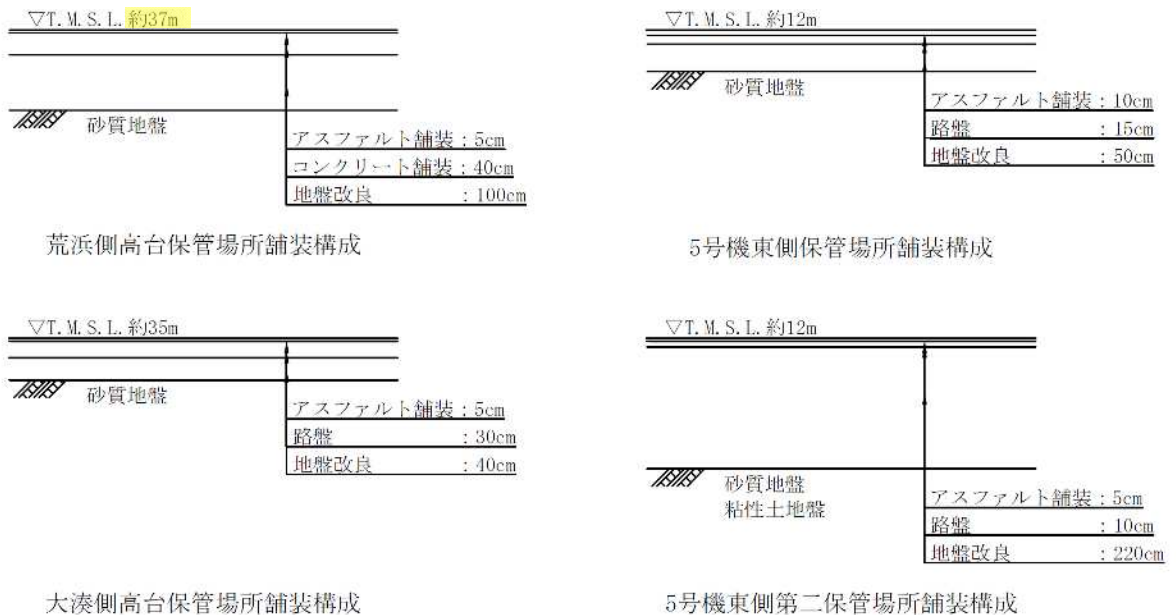 ▽T.M.S.L.約37m
砂質地盤
アスファルト舗装：5cm
コンクリート舗装：40cm
地盤改良：100cm
荒浜側高台保管場所舗装構成
▽T.M.S.L.約12m
砂質地盤
アスファルト舗装：10cm
路盤：15cm
地盤改良：50cm
5号機東側保管場所舗装構成
▽T.M.S.L.約35m
砂質地盤
アスファルト舗装：5cm
路盤：30cm
地盤改良：40cm
大湊側高台保管場所舗装構成
▽T.M.S.L.約12m
砂質地盤
粘性土地盤
アスファルト舗装：5cm
路盤：10cm
地盤改良：220cm
5号機東側第二保管場所舗装構成